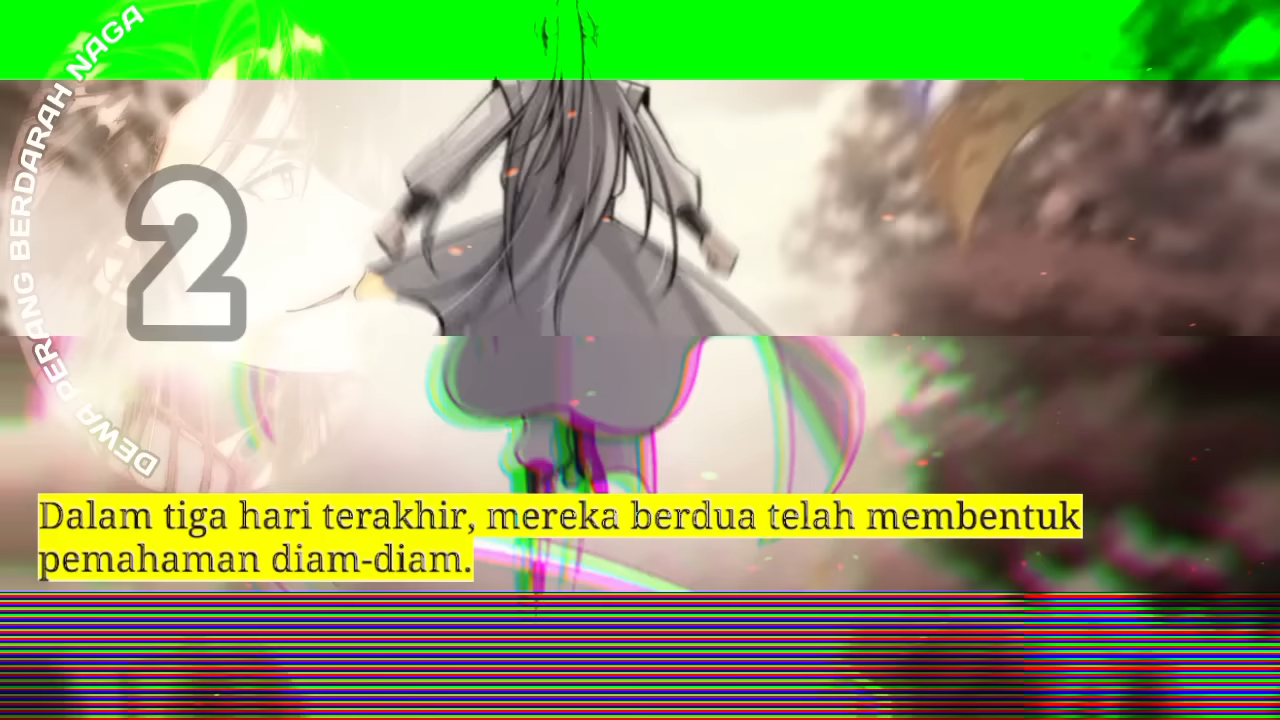 DEWA PERANG BERDARAH NAGA
2
Dalam tiga hari terakhir, mereka berdua telah membentuk
pemahaman diam-diam.